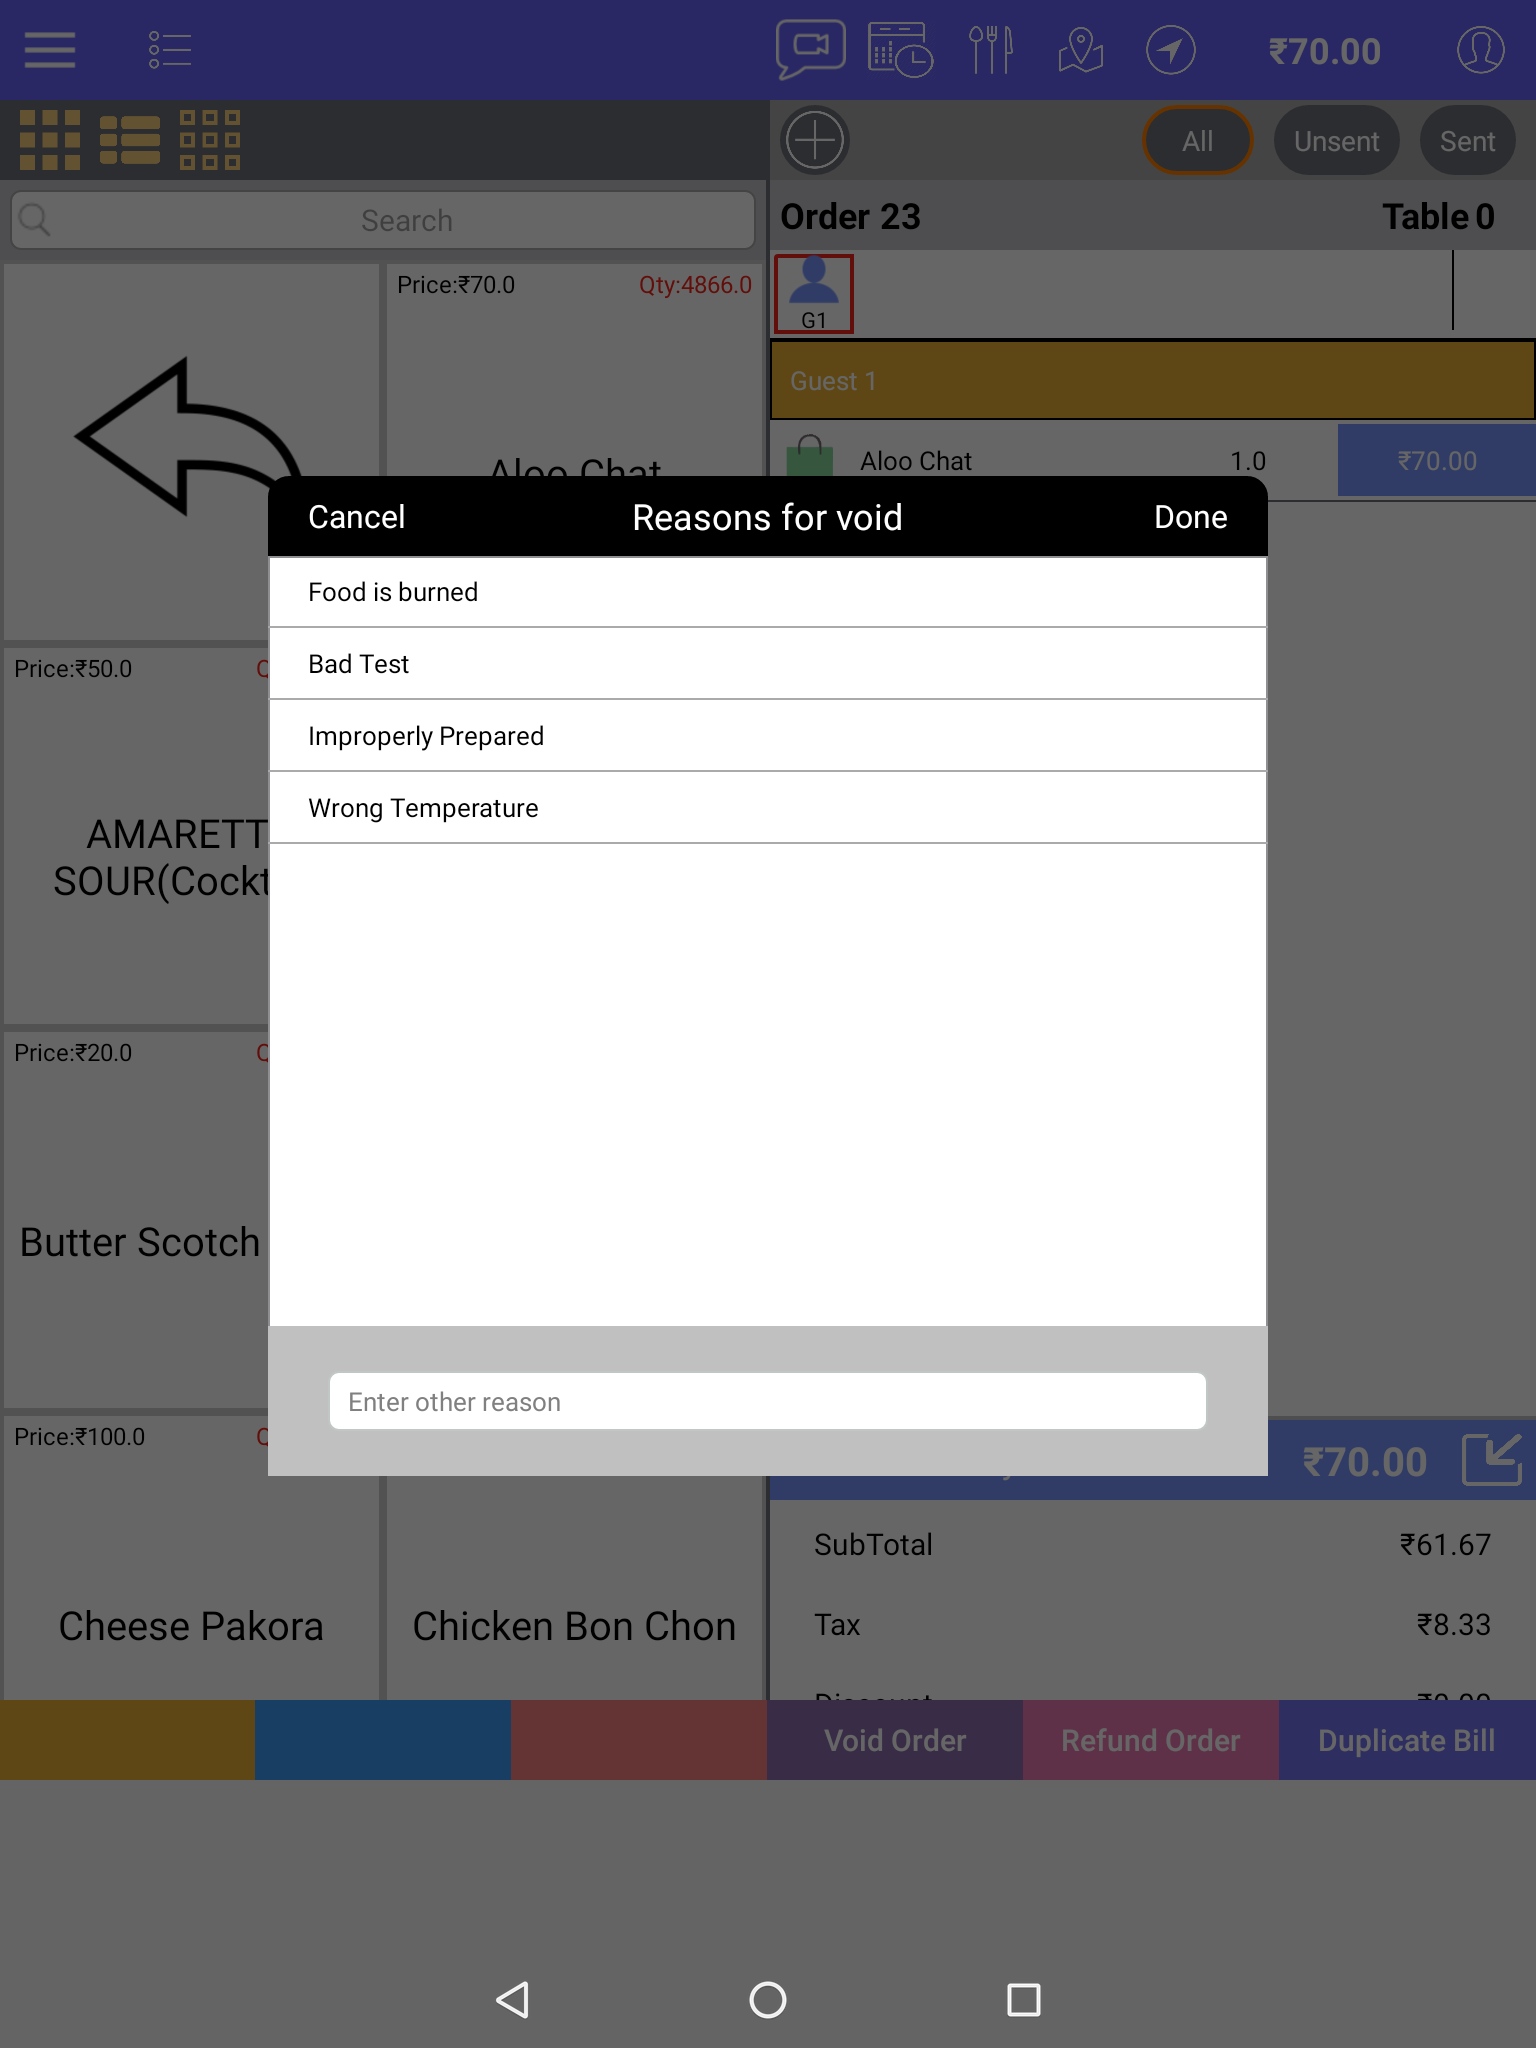 ₹70.00
All
Unsent
Sent
Search
Order 23
Table 0
Price:₹70.0
Qty:4866.0
G1
Guest 1
Aloo Chat
Aloo Chat
1.0
₹70.00
Cancel
Reasons for void
Done
Food is burned
Bad Test
Improperly Prepared
Wrong Temperature
Price:₹50.0
AMARETT
SOUR(Cockt
Price:₹20.0
Butter Scotch
Enter other reason
Price:₹100.0
₹70.00
SubTotal
₹61.67
Cheese Pakora
Chicken Bon Chon
Tax
₹8.33
Void Order
Refund Order
Duplicate Bill